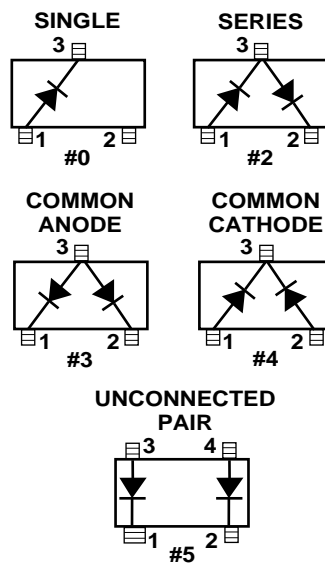 SINGLE
3
1 2
#0
SERIES
3
1 2
#2
COMMON
ANODE
3
1 2
#3
COMMON
CATHODE
3
1 2
#4
UNCONNECTED
PAIR
3 4
1 2
#5